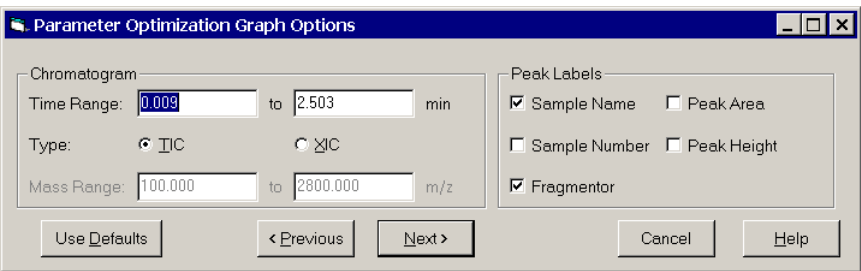 Parameter Optimization Graph Options
Chromatogram
Time Range: 0.009 to 2.503 min
Type: TIC XIC
Mass Range: 100.000 to 2800.000 m/z
Peak Labels
Sample Name Peak Area
Sample Number Peak Height
Fragmentor
Use Defaults < Previous Next > Cancel Help